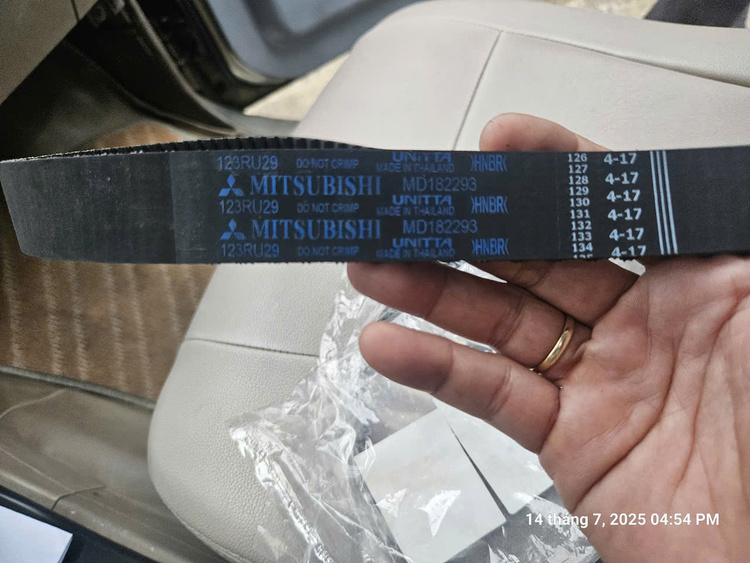 123RU29 DO NOT CRIMP UNITTA MADE IN THAILAND >HNBR<
MITSUBISHI MD182293
123RU29 DO NOT CRIMP UNITTA MADE IN THAILAND >HNBR<
MITSUBISHI MD182293
123RU29 DO NOT CRIMP UNITTA MADE IN THAILAND >HNBR<
126 4-17
127
128 4-17
129
130 4-17
131 4-17
132
133 4-17
134 4-17
14 tháng 7, 2025 04:54 PM